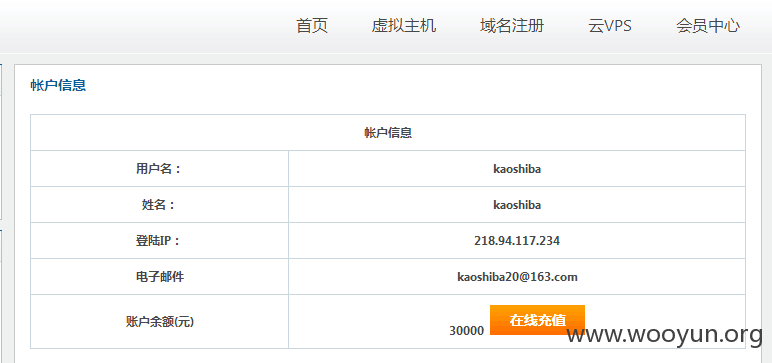 首页 虚拟主机 域名注册 云VPS 会员中心
帐户信息
帐户信息
用户名： kaoshiba
姓名： kaoshiba
登陆IP： 218.94.117.234
电子邮件 kaoshiba20@163.com
账户余额(元) 30000 在线充值
www.wooyun.org